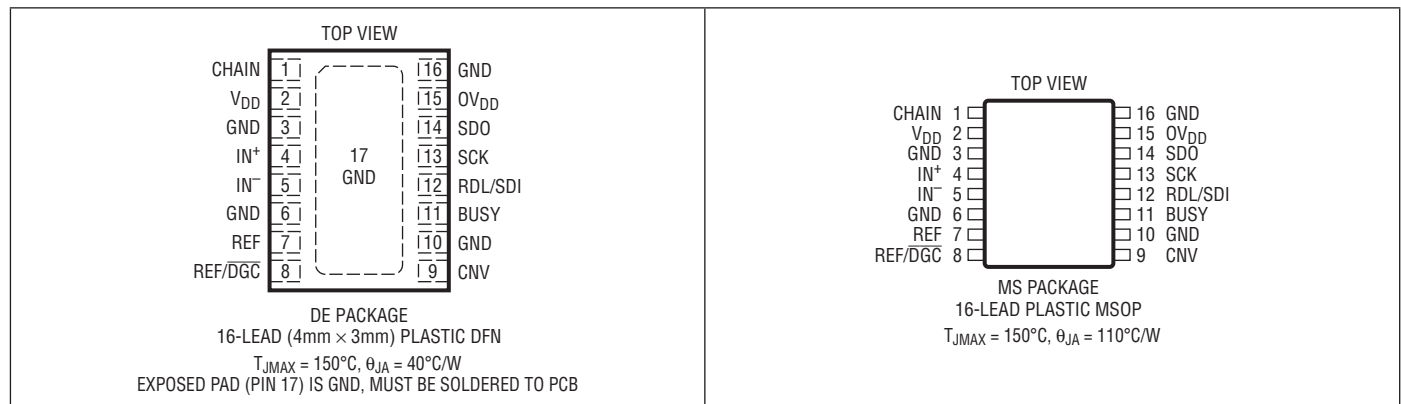 TOP VIEW
CHAIN 1
VDD 2
GND 3
IN+ 4
IN− 5
GND 6
REF 7
REF/DGC 8
17
GND
16 GND
15 OVDD
14 SDO
13 SCK
12 RDL/SDI
11 BUSY
10 GND
9 CNV
DE PACKAGE
16-LEAD (4mm × 3mm) PLASTIC DFN
TJMAX = 150°C, θJA = 40°C/W
EXPOSED PAD (PIN 17) IS GND, MUST BE SOLDERED TO PCB
TOP VIEW
CHAIN 1
VDD 2
GND 3
IN+ 4
IN− 5
GND 6
REF 7
REF/DGC 8
16 GND
15 OVDD
14 SDO
13 SCK
12 RDL/SDI
11 BUSY
10 GND
9 CNV
MS PACKAGE
16-LEAD PLASTIC MSOP
TJMAX = 150°C, θJA = 110°C/W